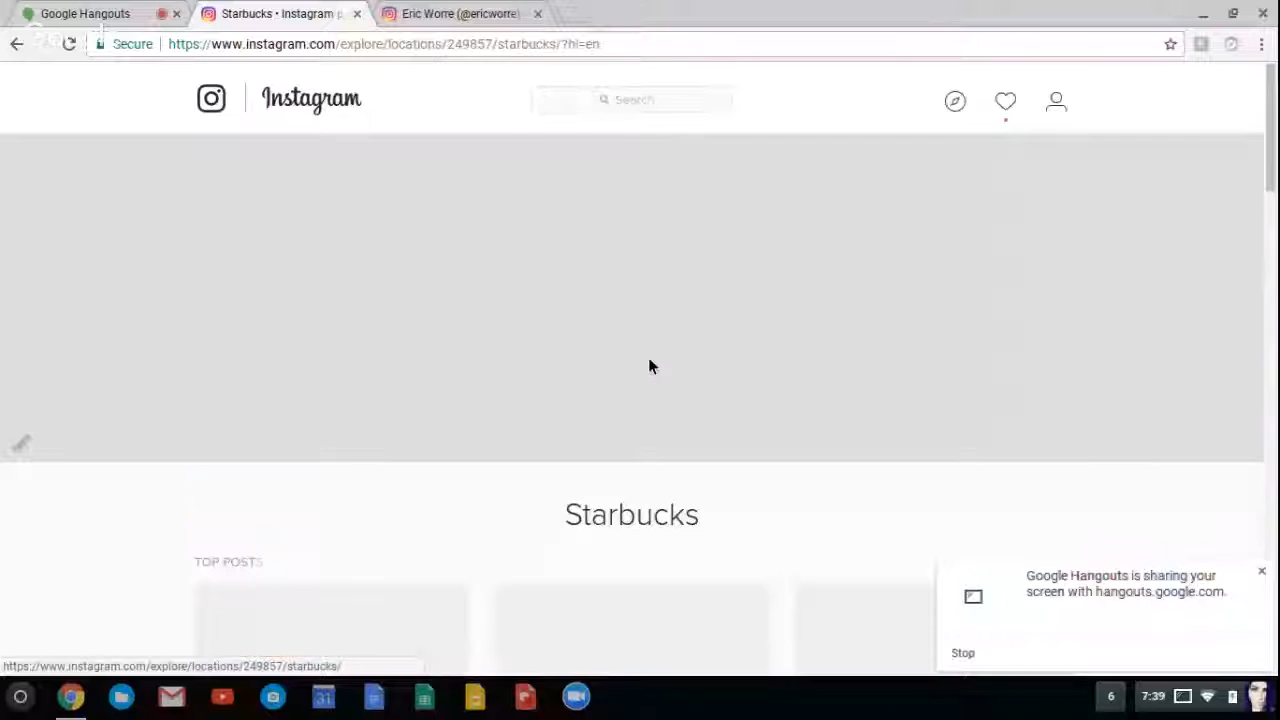 Google Hangouts
Starbucks • Instagram p
Eric Worre (@ericworre)
Secure
https://www.instagram.com/explore/locations/249857/starbucks/?hl=en
Instagram
Search
Starbucks
TOP POSTS
Google Hangouts is sharing your
screen with hangouts.google.com.
Stop
https://www.instagram.com/explore/locations/249857/starbucks/
31
6
7:39